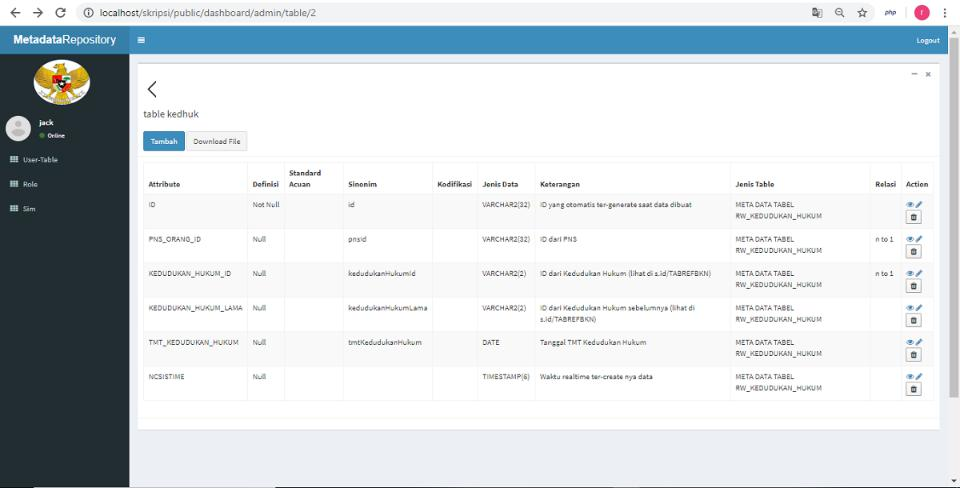 localhost/skripsi/public/dashboard/admin/table/2
php
r
MetadataRepository
Logout
jack
Online
User-Table
Role
Sim
table kedhuk
Tambah Download File
Attribute Definisi Standard Acuan Sinonim Kodifikasi Jenis Data Keterangan Jenis Table Relasi Action
ID Not Null id VARCHAR2(32) ID yang otomatis ter-generate saat data dibuat META DATA TABEL
RW_KEDUDUKAN_HUKUM
PNS_ORANG_ID Null pnsid VARCHAR2(32) ID dari PNS META DATA TABEL n to 1
RW_KEDUDUKAN_HUKUM
KEDUDUKAN_HUKUM_ID Null kedudukanHukumId VARCHAR2(2) ID dari Kedudukan Hukum (lihat di s.id/TABREFBKN) META DATA TABEL n to 1
RW_KEDUDUKAN_HUKUM
KEDUDUKAN_HUKUM_LAMA Null kedudukanHukumLama VARCHAR2(2) ID dari Kedudukan Hukum sebelumnya (lihat di META DATA TABEL
s.id/TABREFBKN) RW_KEDUDUKAN_HUKUM
TMT_KEDUDUKAN_HUKUM Null tmtKedudukanHukum DATE Tanggal TMT Kedudukan Hukum META DATA TABEL
RW_KEDUDUKAN_HUKUM
NCSISTIME Null TIMESTAMP(6) Waktu realtime ter-create nya data META DATA TABEL
RW_KEDUDUKAN_HUKUM